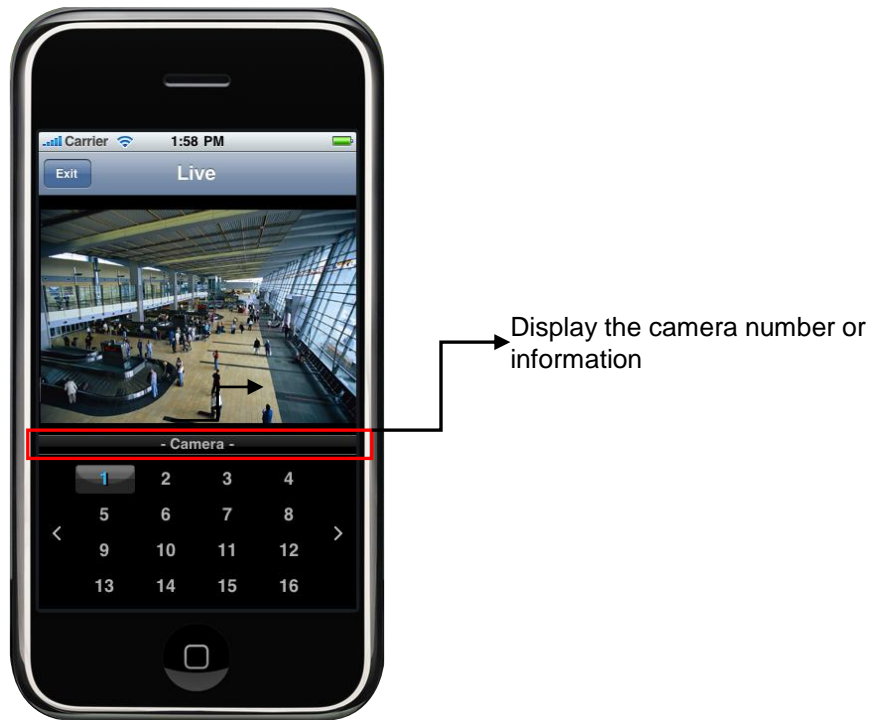 Carrier 1:58 PM
Exit Live
- Camera -
1 2 3 4
5 6 7 8
< >
9 10 11 12
13 14 15 16
Display the camera number or
information